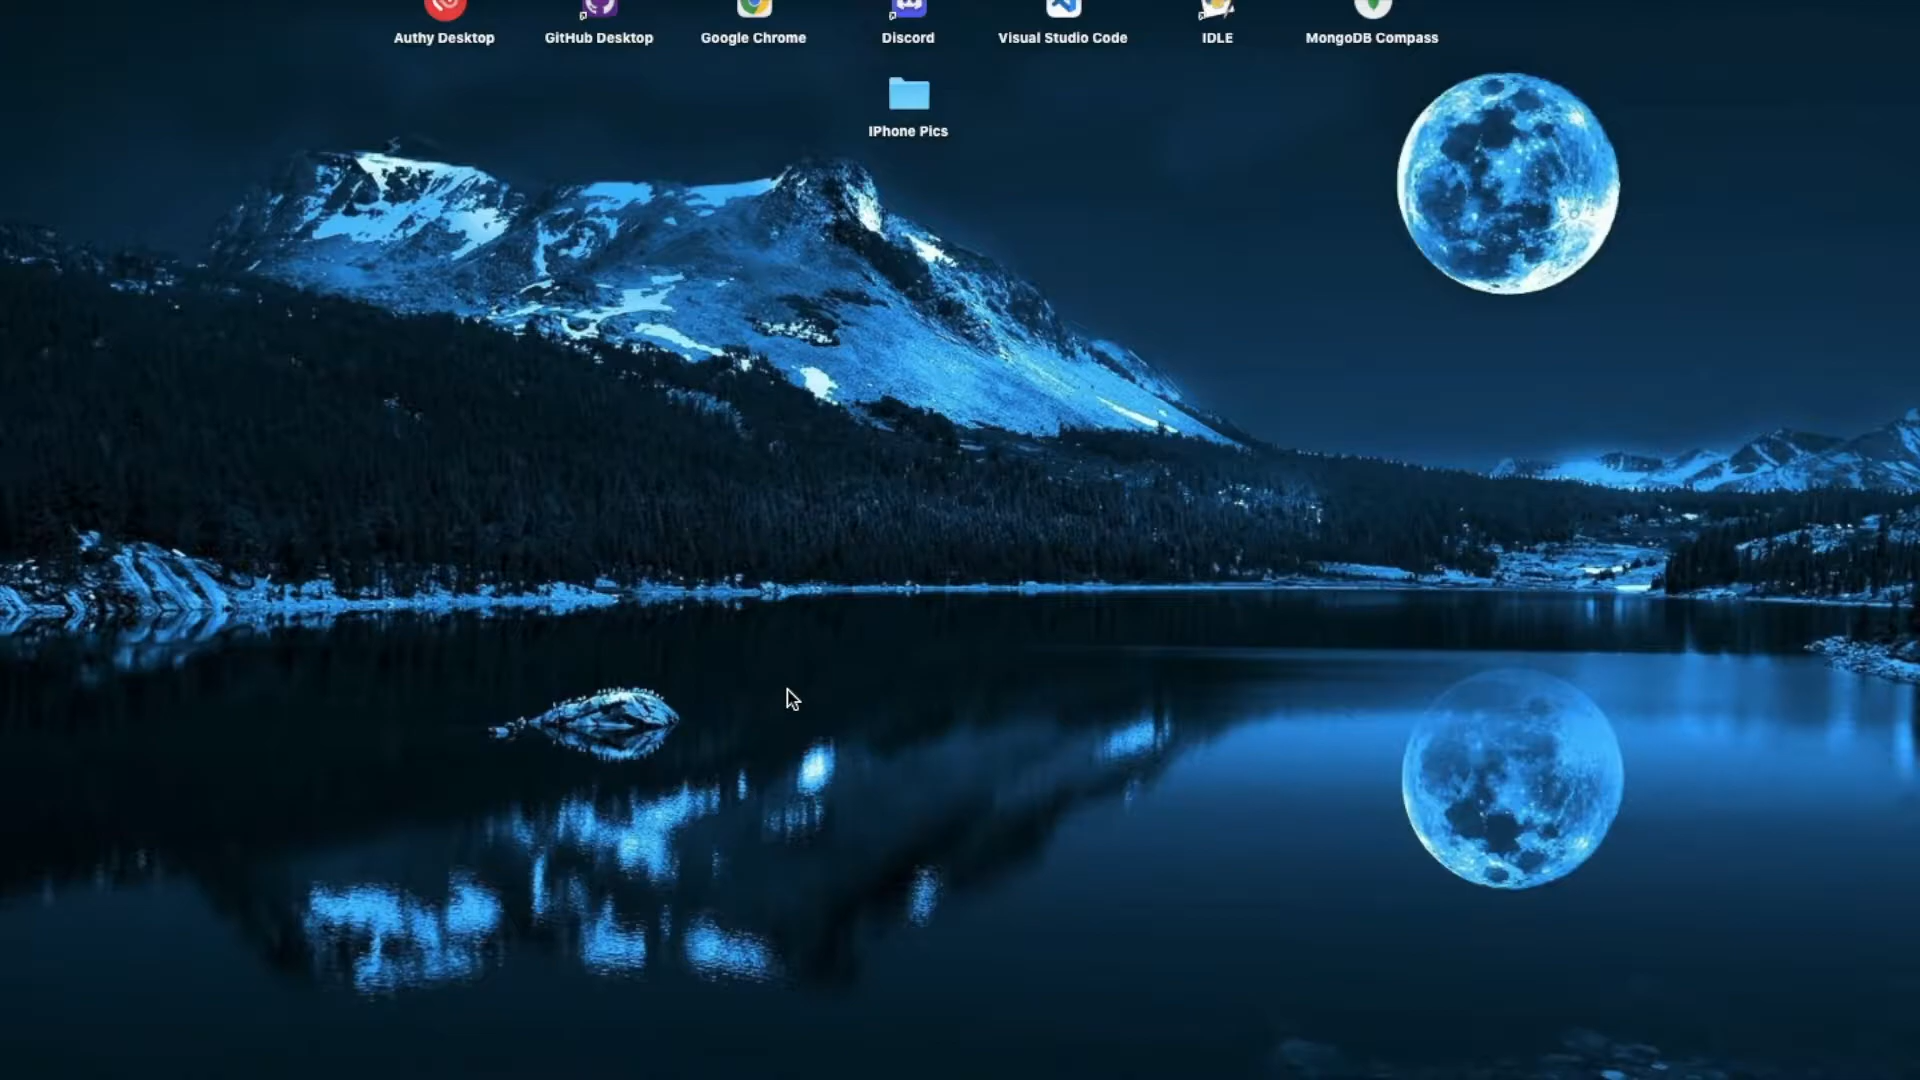 Authy Desktop
GitHub Desktop
Google Chrome
Discord
Visual Studio Code
IDLE
MongoDB Compass
IPhone Pics